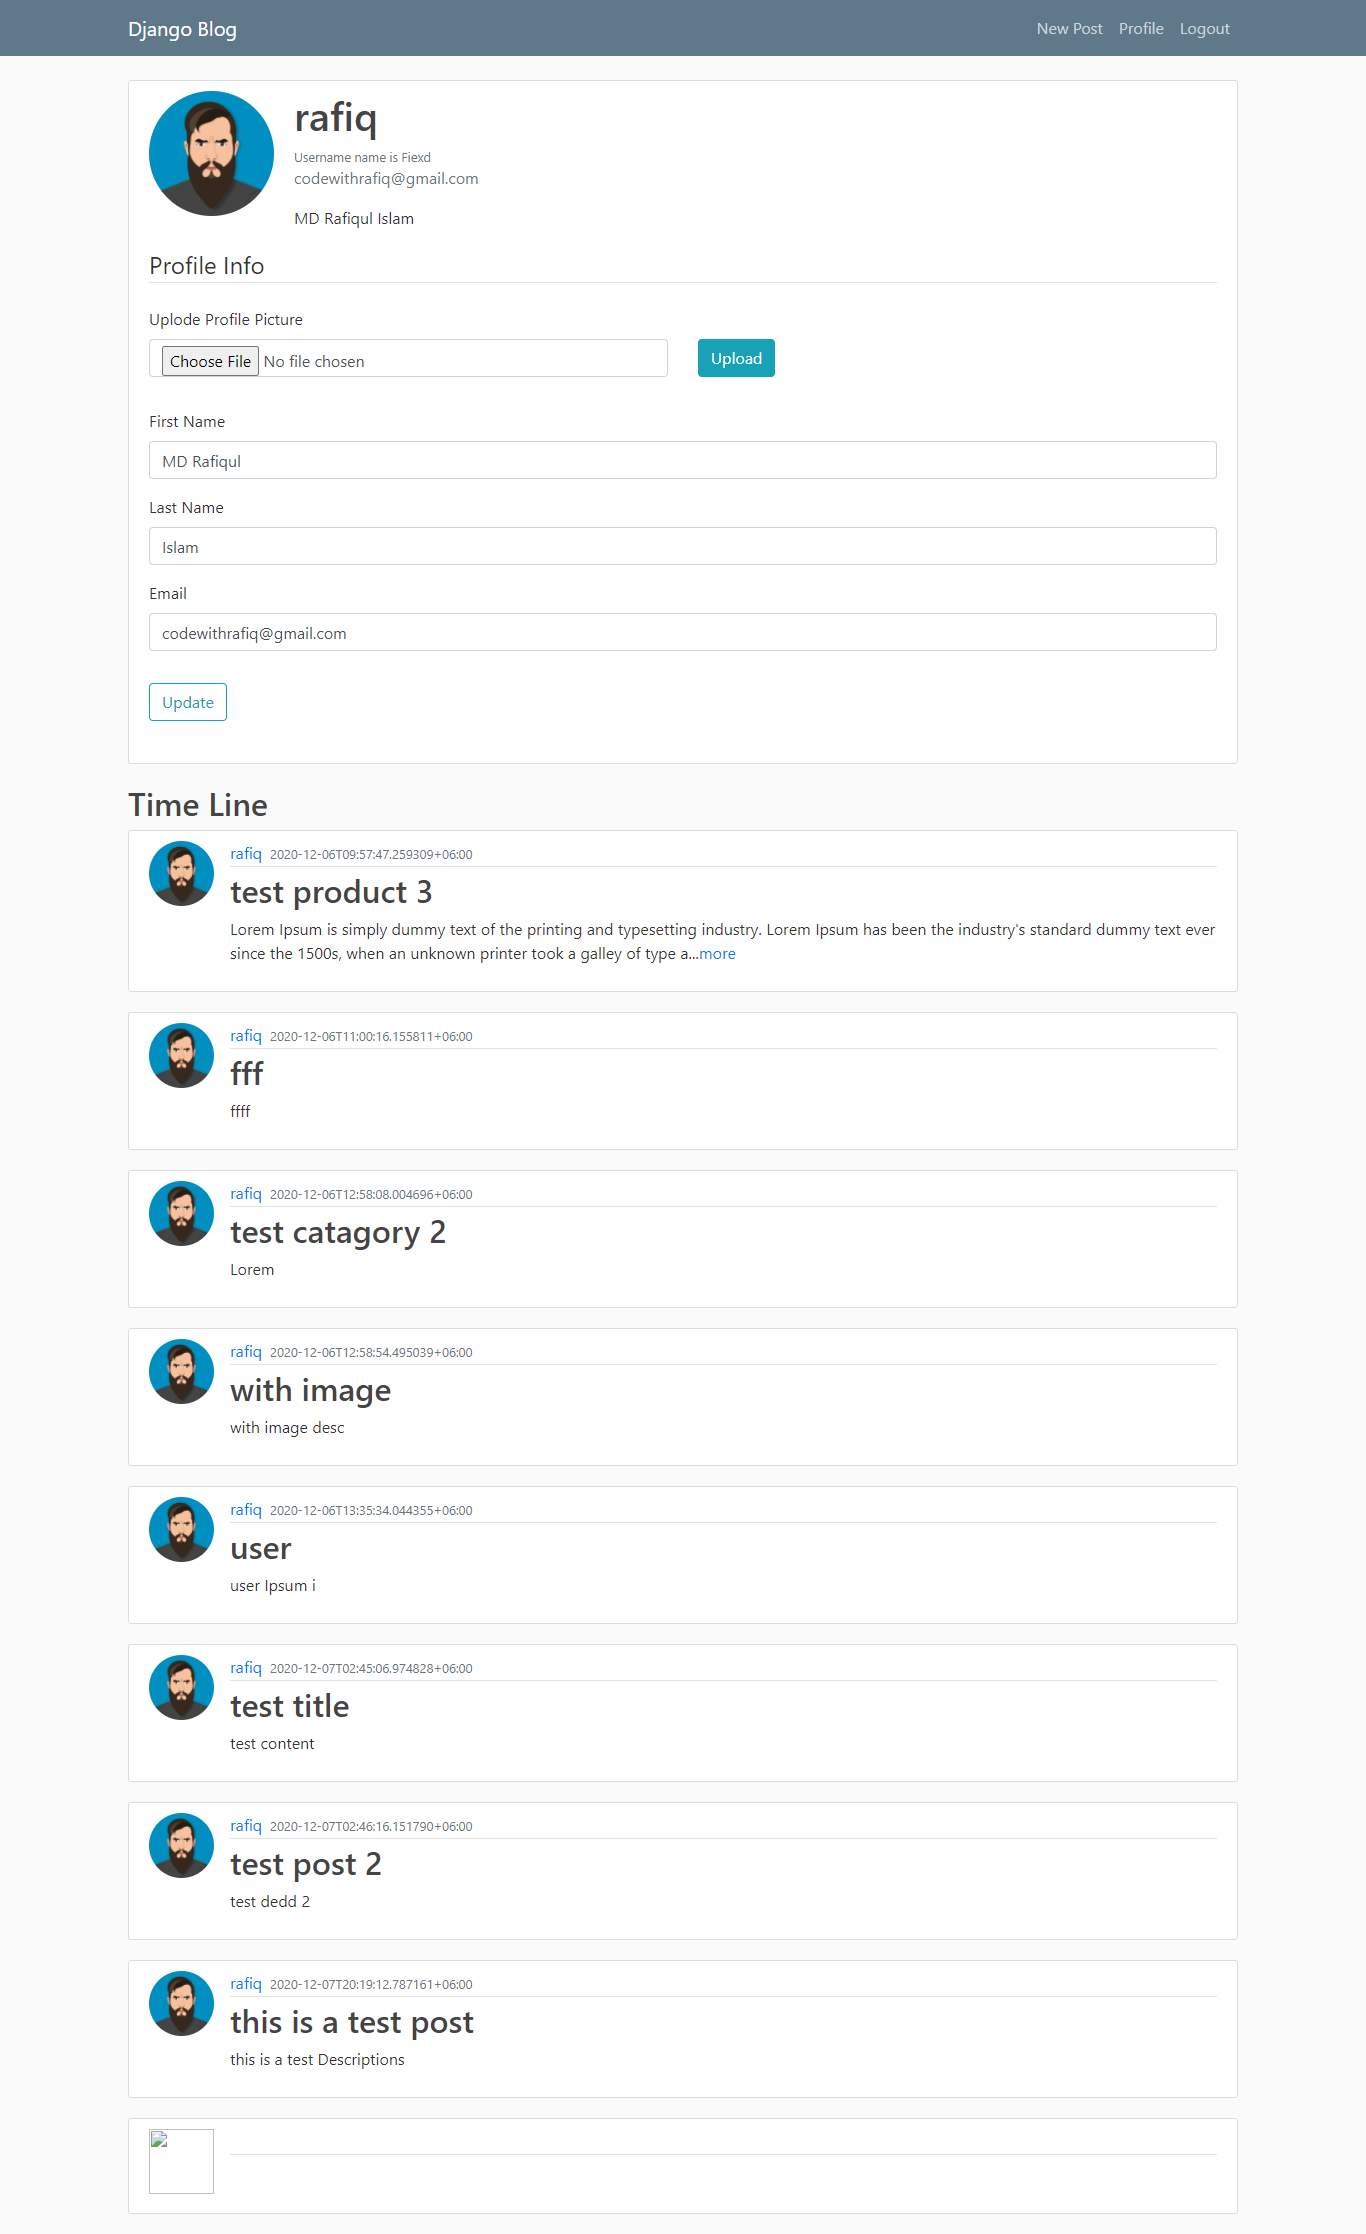 Django Blog New Post Profile Logout
rafiq
Username name is Fiexd
codewithrafiq@gmail.com
MD Rafiqul Islam
Profile Info
Uplode Profile Picture
Choose File No file chosen Upload
First Name
MD Rafiqul
Last Name
Islam
Email
codewithrafiq@gmail.com
Update
Time Line
rafiq 2020-12-06T09:57:47.259309+06:00
test product 3
Lorem Ipsum is simply dummy text of the printing and typesetting industry. Lorem Ipsum has been the industry's standard dummy text ever
since the 1500s, when an unknown printer took a galley of type a...more
rafiq 2020-12-06T11:00:16.155811+06:00
fff
ffff
rafiq 2020-12-06T12:58:08.004696+06:00
test catagory 2
Lorem
rafiq 2020-12-06T12:58:54.495039+06:00
with image
with image desc
rafiq 2020-12-06T13:35:34.044355+06:00
user
user Ipsum i
rafiq 2020-12-07T02:45:06.974828+06:00
test title
test content
rafiq 2020-12-07T02:46:16.151790+06:00
test post 2
test dedd 2
rafiq 2020-12-07T20:19:12.787161+06:00
this is a test post
this is a test Descriptions